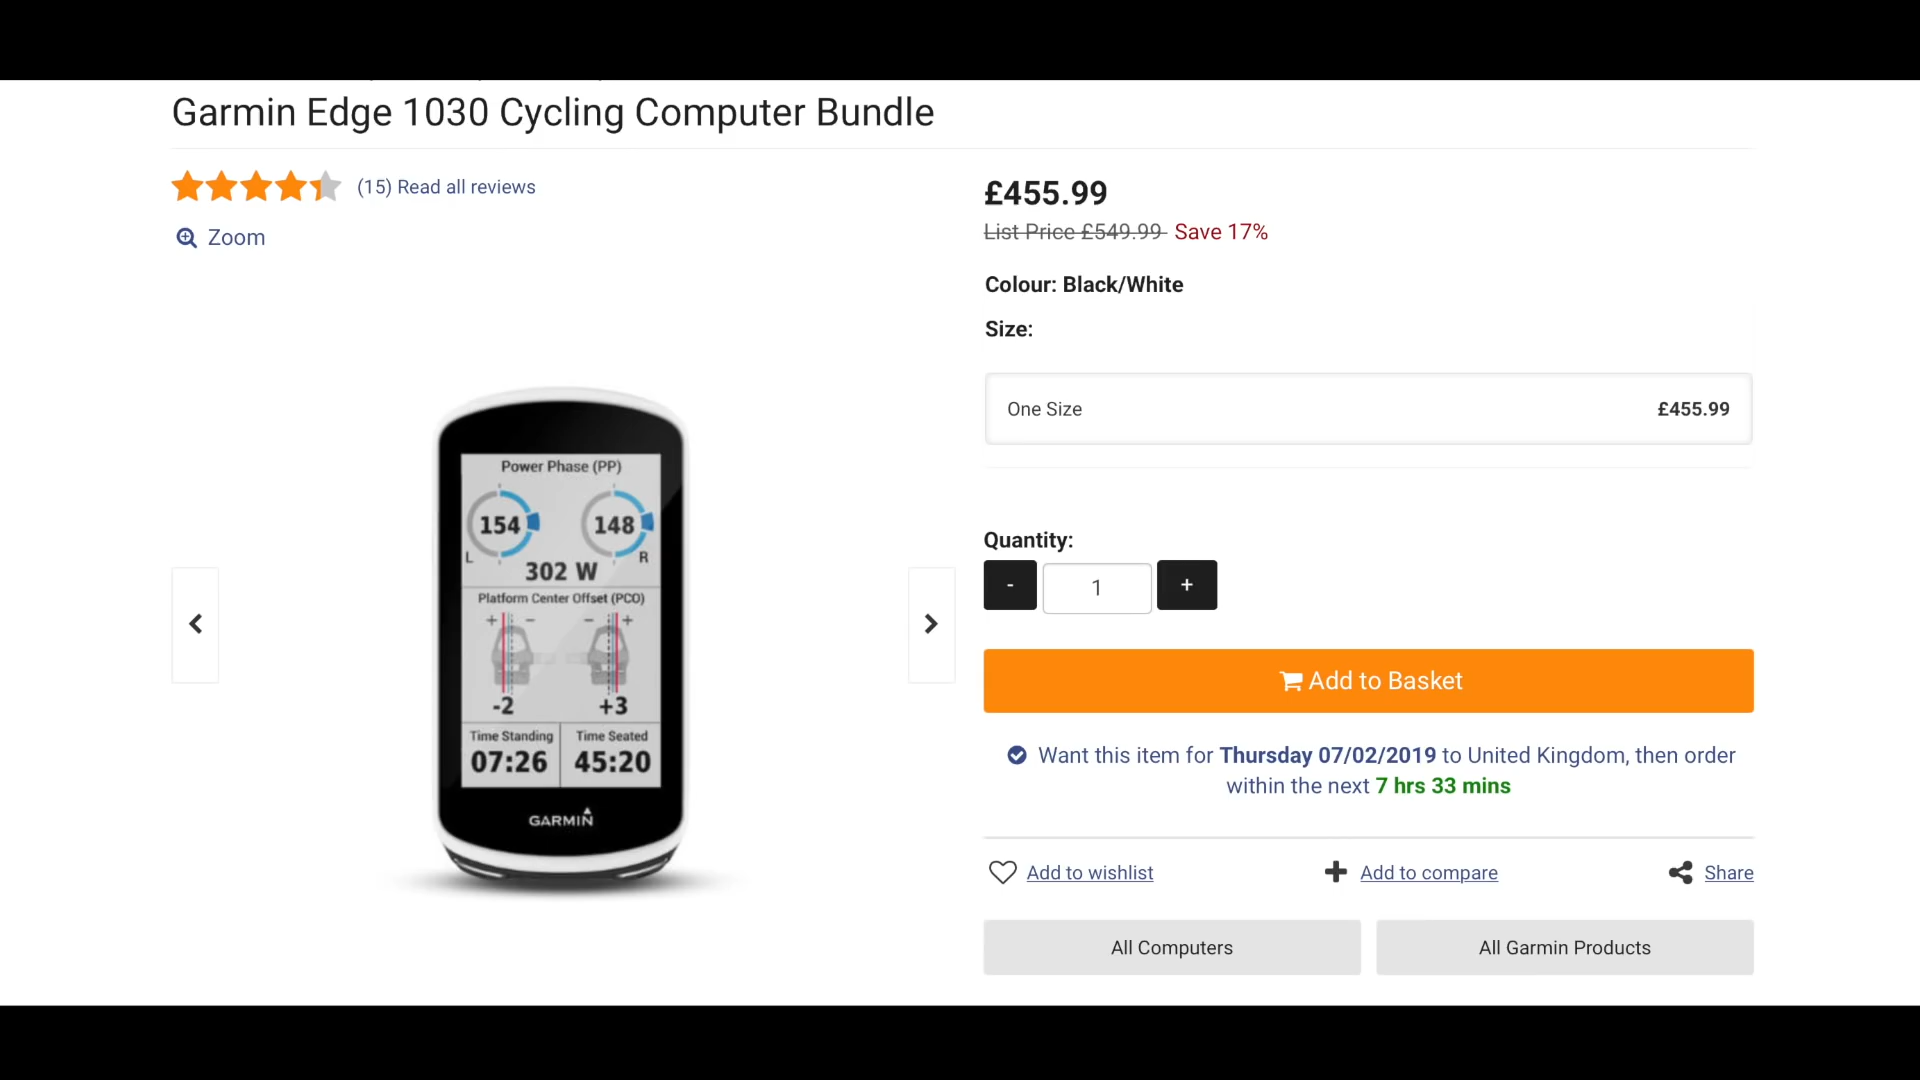 Garmin Edge 1030 Cycling Computer Bundle
(15) Read all reviews
Zoom
Power Phase (PP)
154 148
L R
302 W
Platform Center Offset (PCO)
+ - - +
-2 +3
Time Standing Time Seated
07:26 45:20
GARMIN
£455.99
List Price £549.99 Save 17%
Colour: Black/White
Size:
One Size £455.99
Quantity:
- 1 +
Add to Basket
Want this item for Thursday 07/02/2019 to United Kingdom, then order
within the next 7 hrs 33 mins
Add to wishlist Add to compare Share
All Computers All Garmin Products